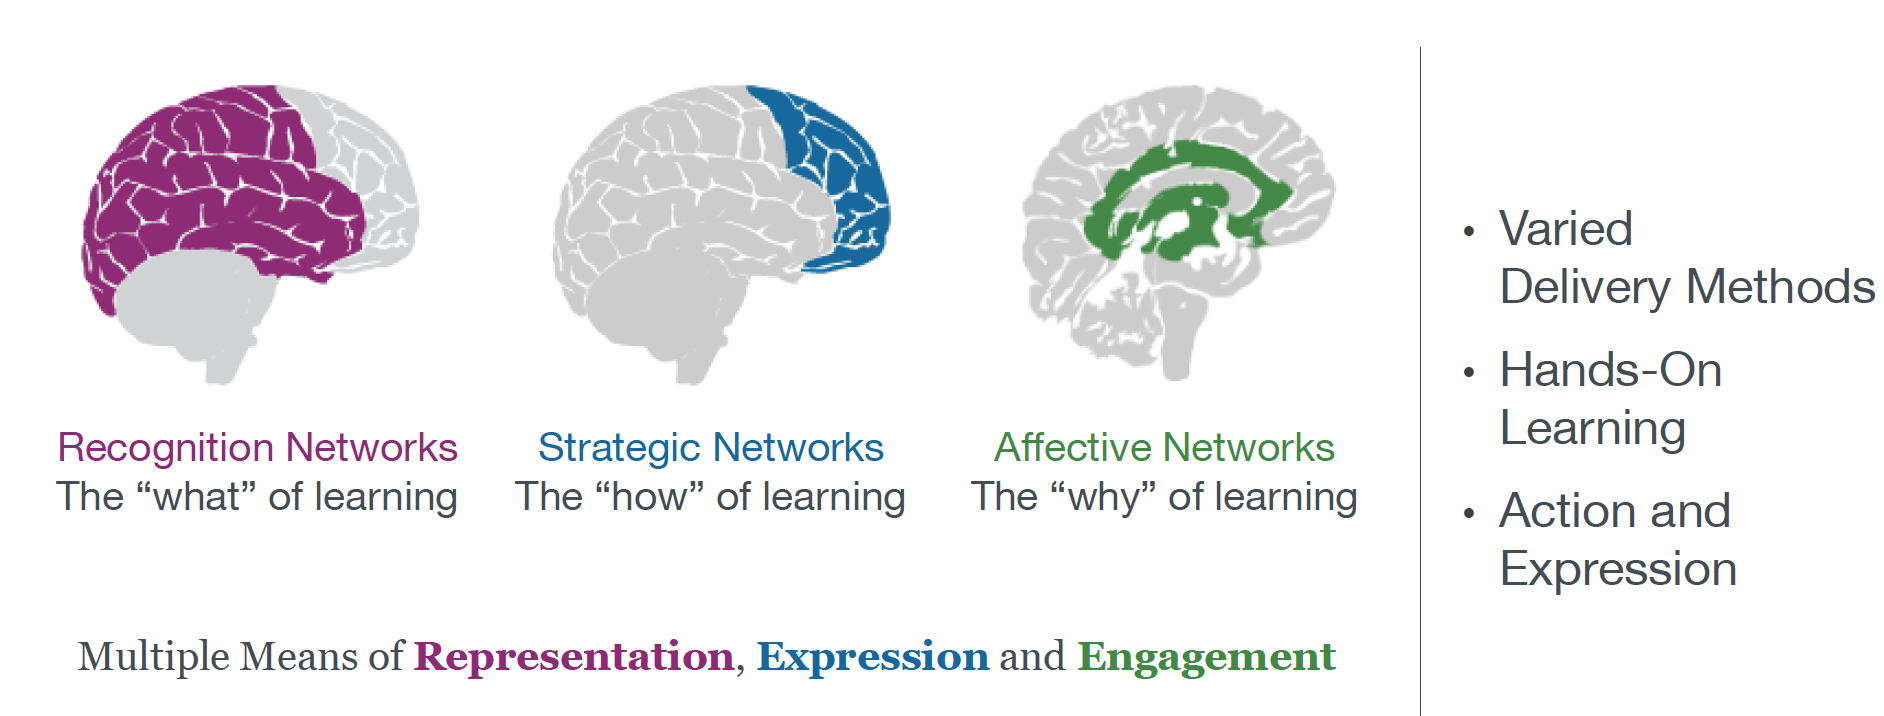 Recognition Networks
The “what” of learning
Strategic Networks
The “how” of learning
Affective Networks
The “why” of learning
Multiple Means of Representation, Expression and Engagement
• Varied
Delivery Methods
• Hands-On
Learning
• Action and
Expression